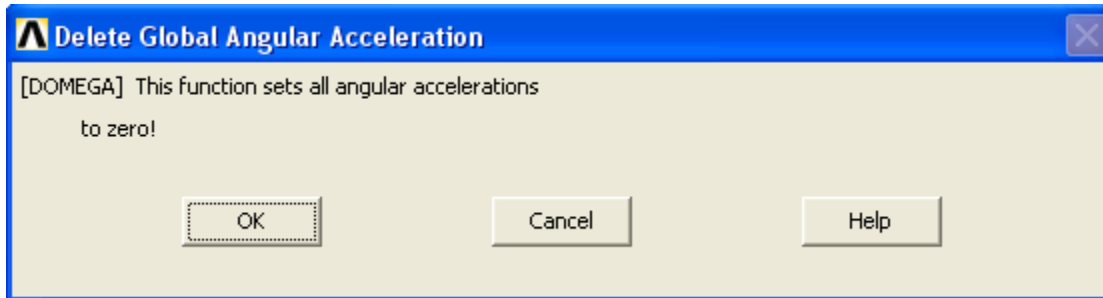 Delete Global Angular Acceleration
[DOMEGA] This function sets all angular accelerations
to zero!
OK Cancel Help